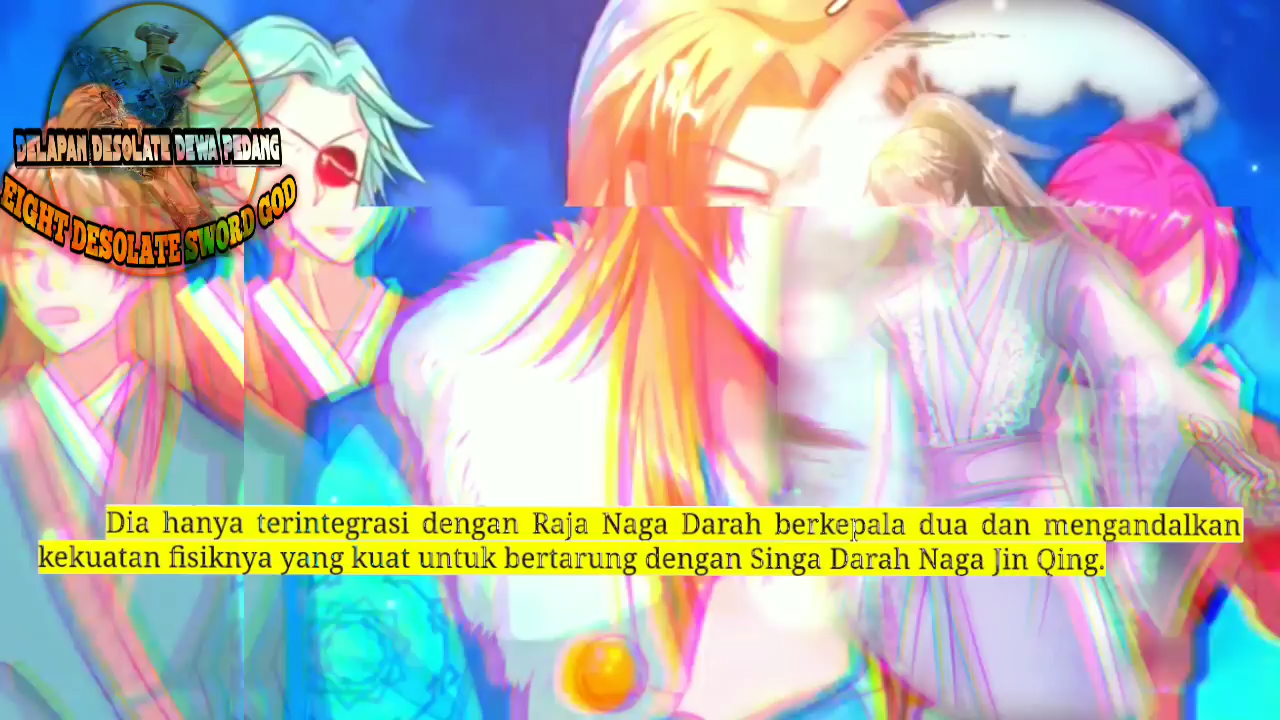 DELAPAN DESOLATE DEWA PEDANG
EIGHT DESOLATE SWORD GOD
Dia hanya terintegrasi dengan Raja Naga Darah berkepala dua dan mengandalkan
kekuatan fisiknya yang kuat untuk bertarung dengan Singa Darah Naga Jin Qing.